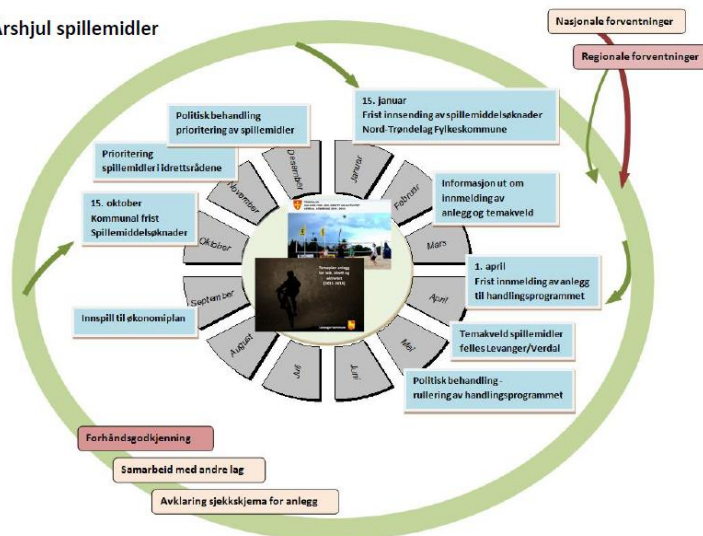 Årshjul spillemidler
Nasjonale forventninger
Regionale forventninger
15. januar
Frist innsending av spillemiddelsøknader
Nord-Trøndelag Fylkeskommune
Politisk behandling
prioritering av spillemidler
Prioritering
spillemidler i idrettsrådene
15. oktober
Kommunal frist
Spillemiddelsøknader
Innspill til økonomiplan
Informasjon ut om
innmelding av
anlegg og temakveld
1. april
Frist innmelding av anlegg
til handlingsprogrammet
Temakveld spillemidler
felles Levanger/Verdal
Politisk behandling -
rullering av handlingsprogrammet
Januar
Februar
Mars
April
Mai
Juni
Juli
August
September
Oktober
November
Desember
Forhåndsgodkjenning
Samarbeid med andre lag
Avklaring sjekkskjema for anlegg